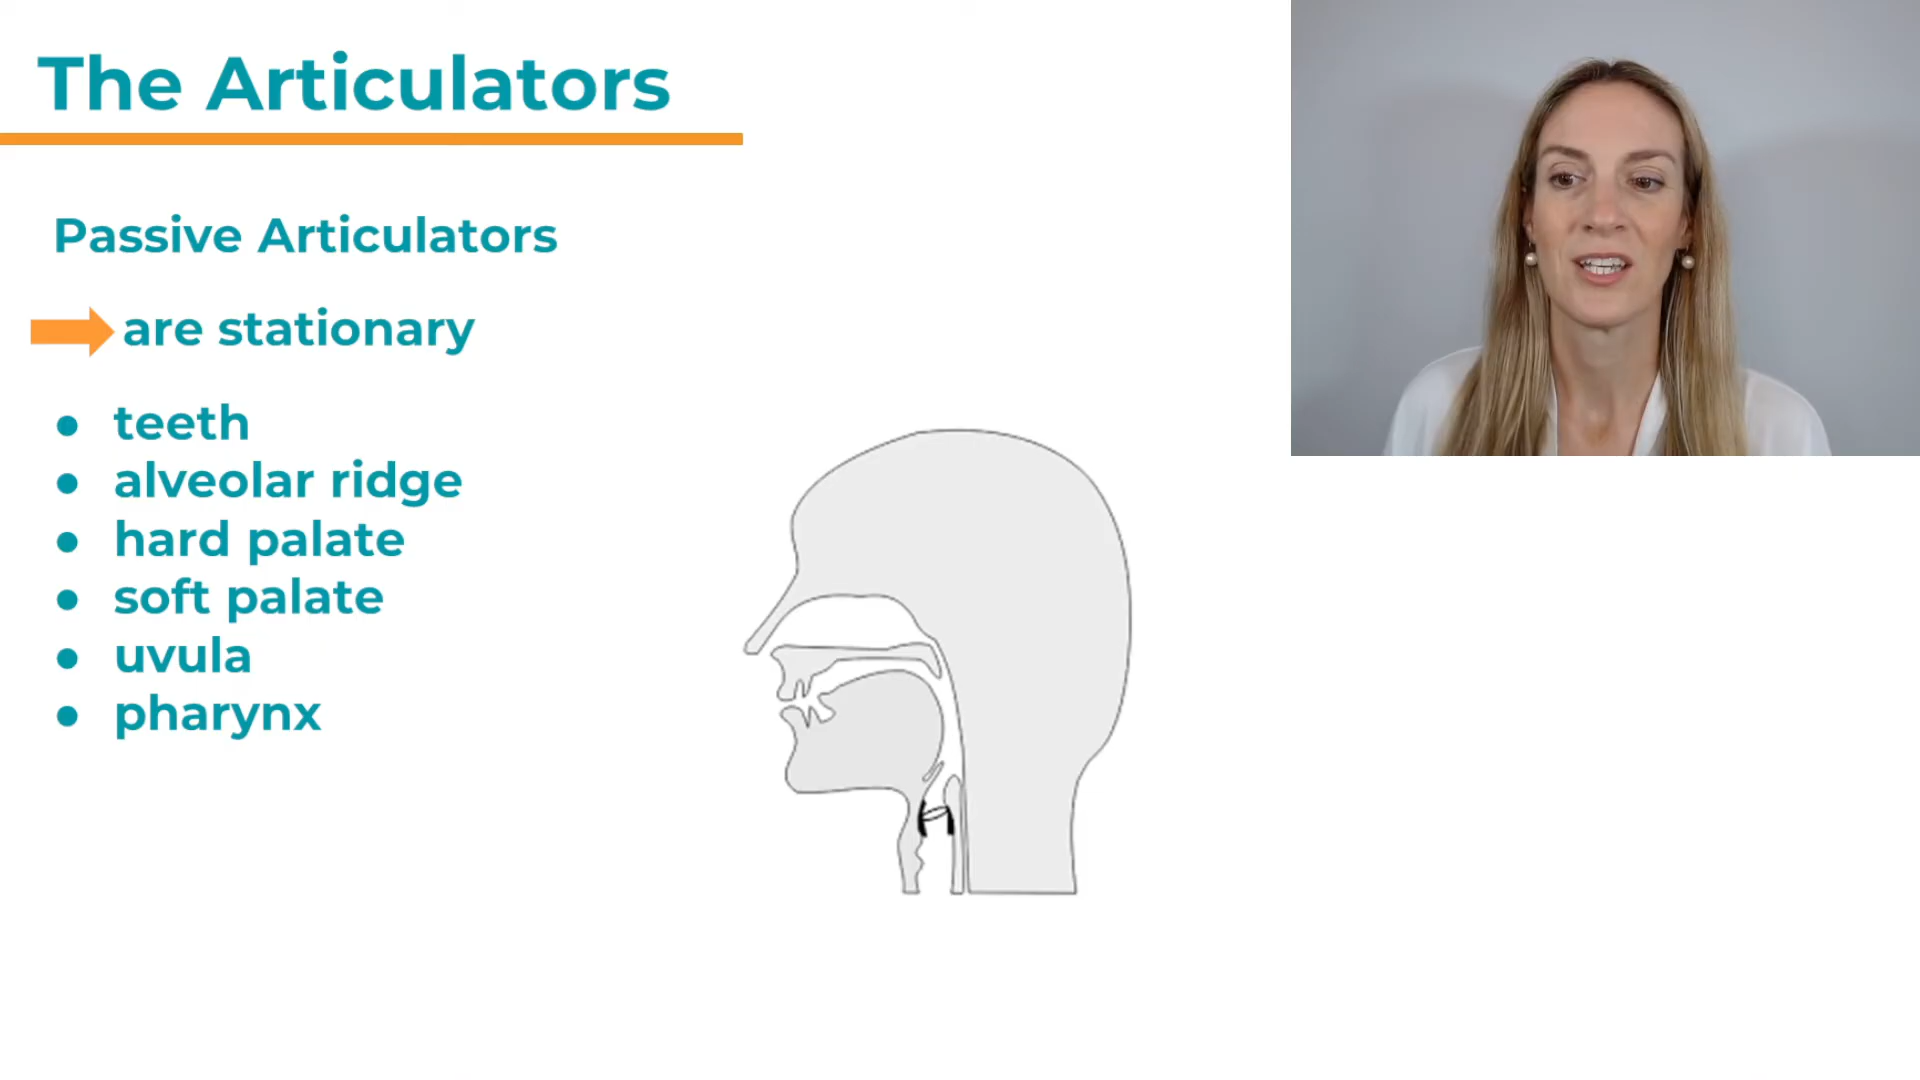 The Articulators
Passive Articulators
are stationary
● teeth
● alveolar ridge
● hard palate
● soft palate
● uvula
● pharynx